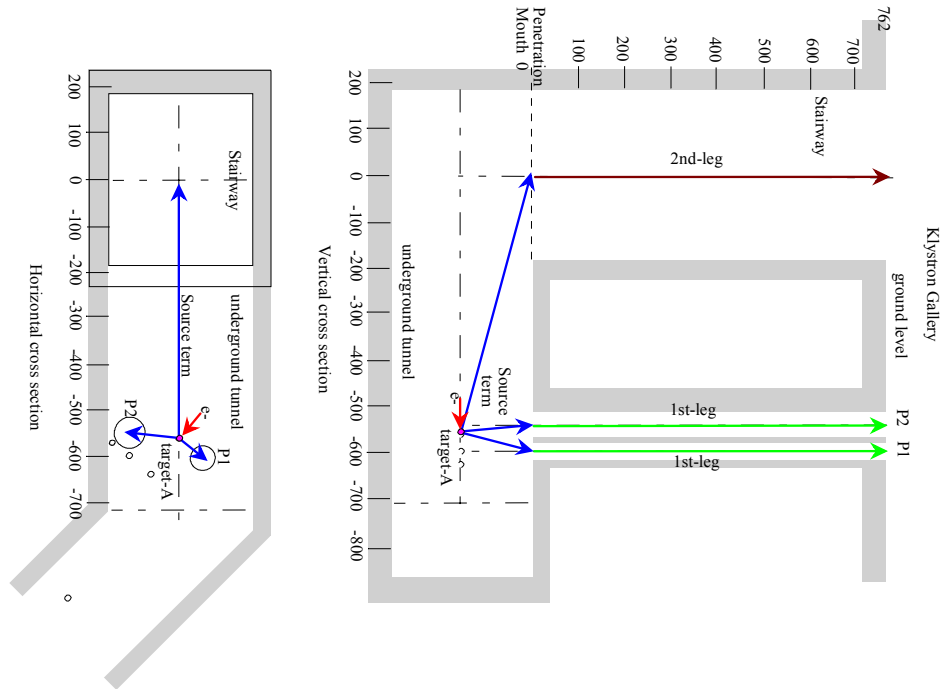 200
100
0
-100
-200
-300
-400
-500
-600
-700
Stairway
Source term
underground tunnel
e-
P2
P1
target-A
Horizontal cross section
Penetration
Mouth 0
100
200
300
400
500
600
700
762
200
100
0
-100
-200
-300
-400
-500
-600
-700
-800
Stairway
2nd-leg
Klystron Gallery
ground level
underground tunnel
Vertical cross section
Source
term
e-
target-A
1st-leg
P2
1st-leg
P1